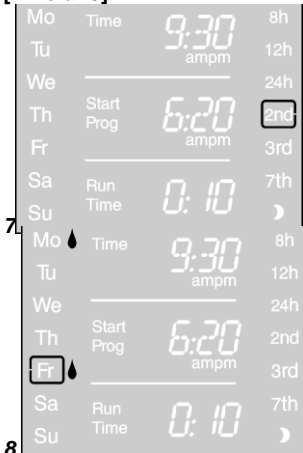 Mo Time 9:30 8h
Tu ampm 12h
We 24h
Th Start Prog 6:20 2nd
Fr ampm 3rd
Sa Run Time 0:10 7th
Su
7
Mo Time 9:30 8h
Tu ampm 12h
We 24h
Th Start Prog 6:20 2nd
Fr ampm 3rd
Sa Run Time 0:10 7th
Su
8